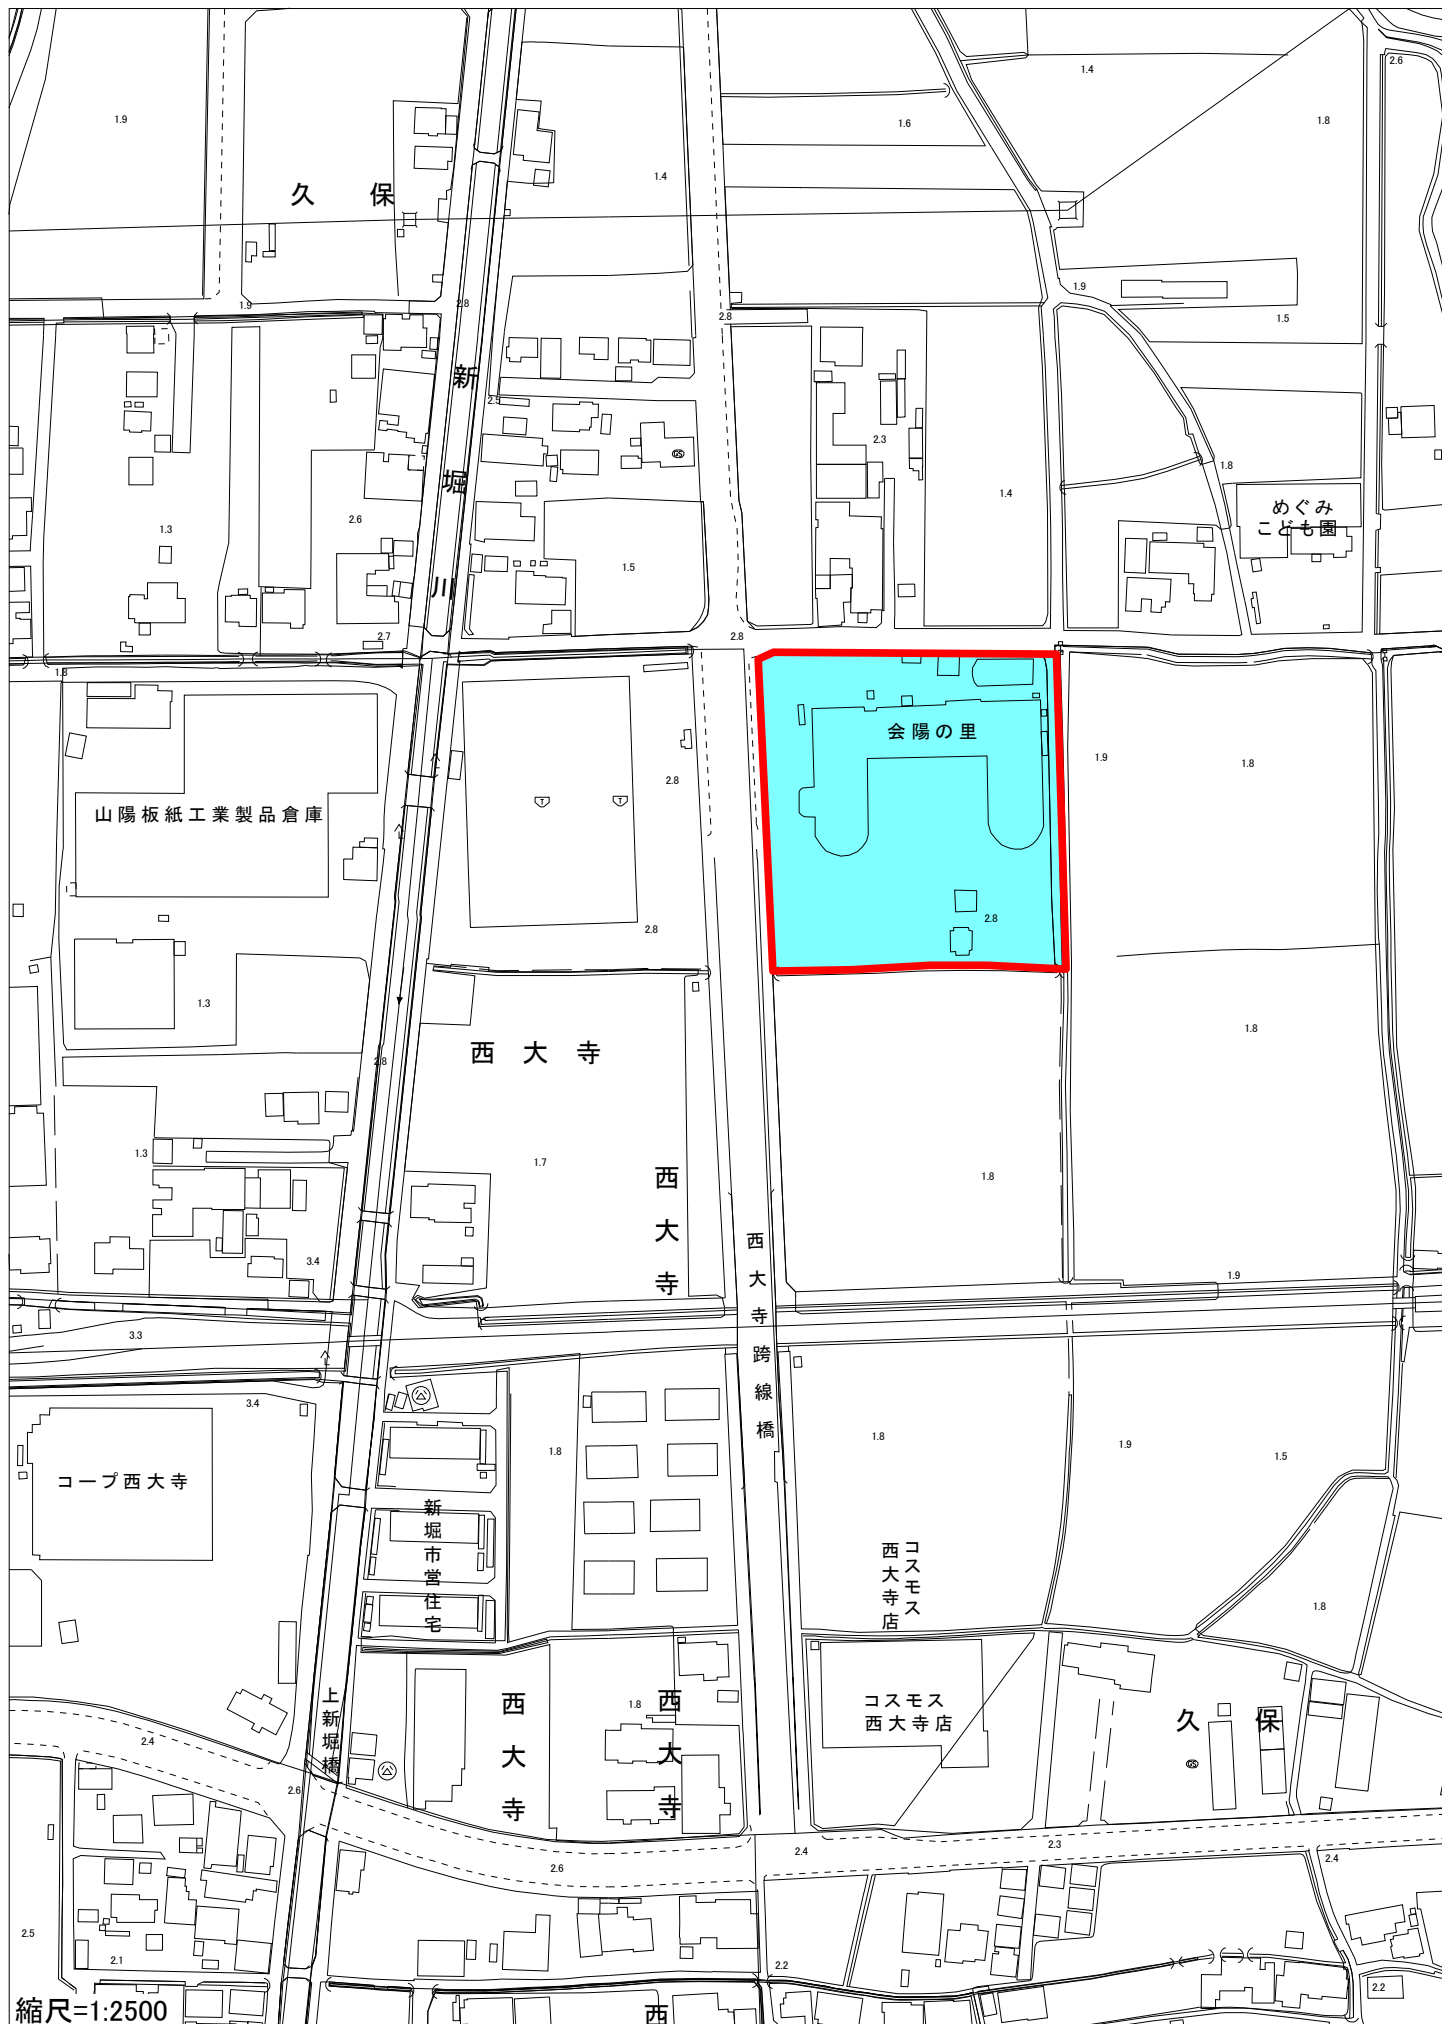 1.9
1.4
2.6
1.6
1.8
1.4
久保
1.9
2.8
2.8
1.9
1.5
新堀川
2.5
2.3
1.8
1.4
めぐみ
こども園
1.3
2.6
1.5
2.7
2.8
1.8
会陽の里
2.8
1.9
1.8
山陽板紙工業製品倉庫
2.8
2.8
1.3
1.8
西大寺
2.8
1.3
1.7
西大寺
1.8
西大寺跨線橋
3.4
1.9
3.3
3.4
1.8
1.8
1.9
1.5
コープ西大寺
新堀市営住宅
コスモス
西大寺店
1.8
上新堀橋
西大寺
1.8
西大寺
コスモス
西大寺店
久保
2.4
2.6
2.6
2.4
2.3
2.4
2.5
2.1
2.2
2.2
西
縮尺=1:2500